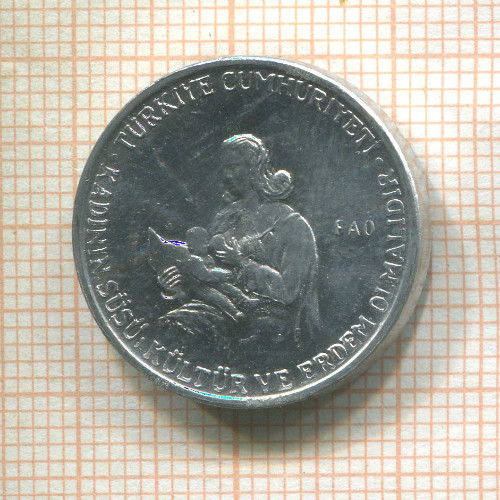 TÜRKİYE CUMHURİYETİ
KADININ SÜSÜ, KÜLTÜR VE ERDEM OLMALIDIR
FAO